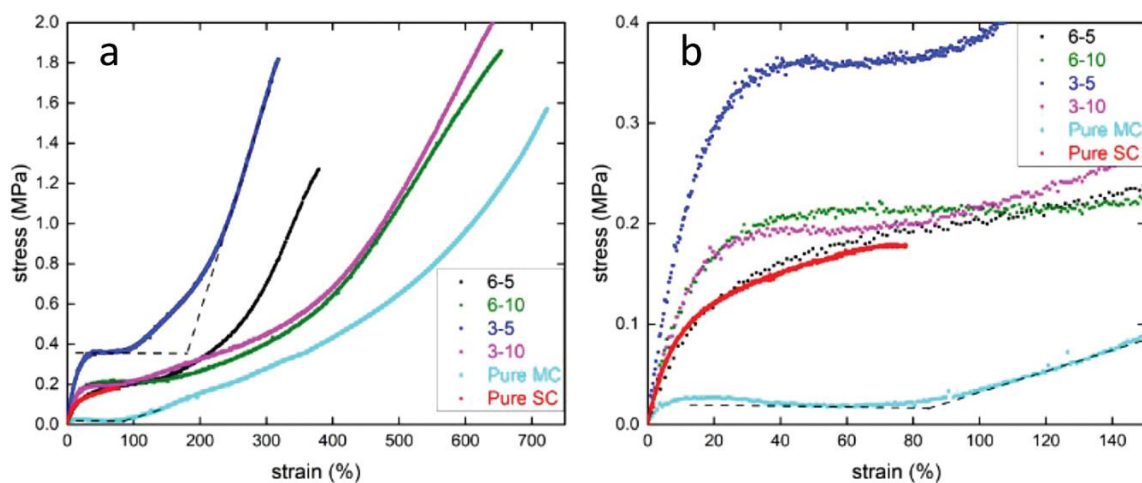 a
2.0
1.8
1.6
1.4
1.2
1.0
0.8
0.6
0.4
0.2
0.0
stress (MPa)
0 100 200 300 400 500 600 700
strain (%)
6-5
6-10
3-5
3-10
Pure MC
Pure SC
b
0.4
0.3
0.2
0.1
0.0
stress (MPa)
0 20 40 60 80 100 120 140
strain (%)
6-5
6-10
3-5
3-10
Pure MC
Pure SC